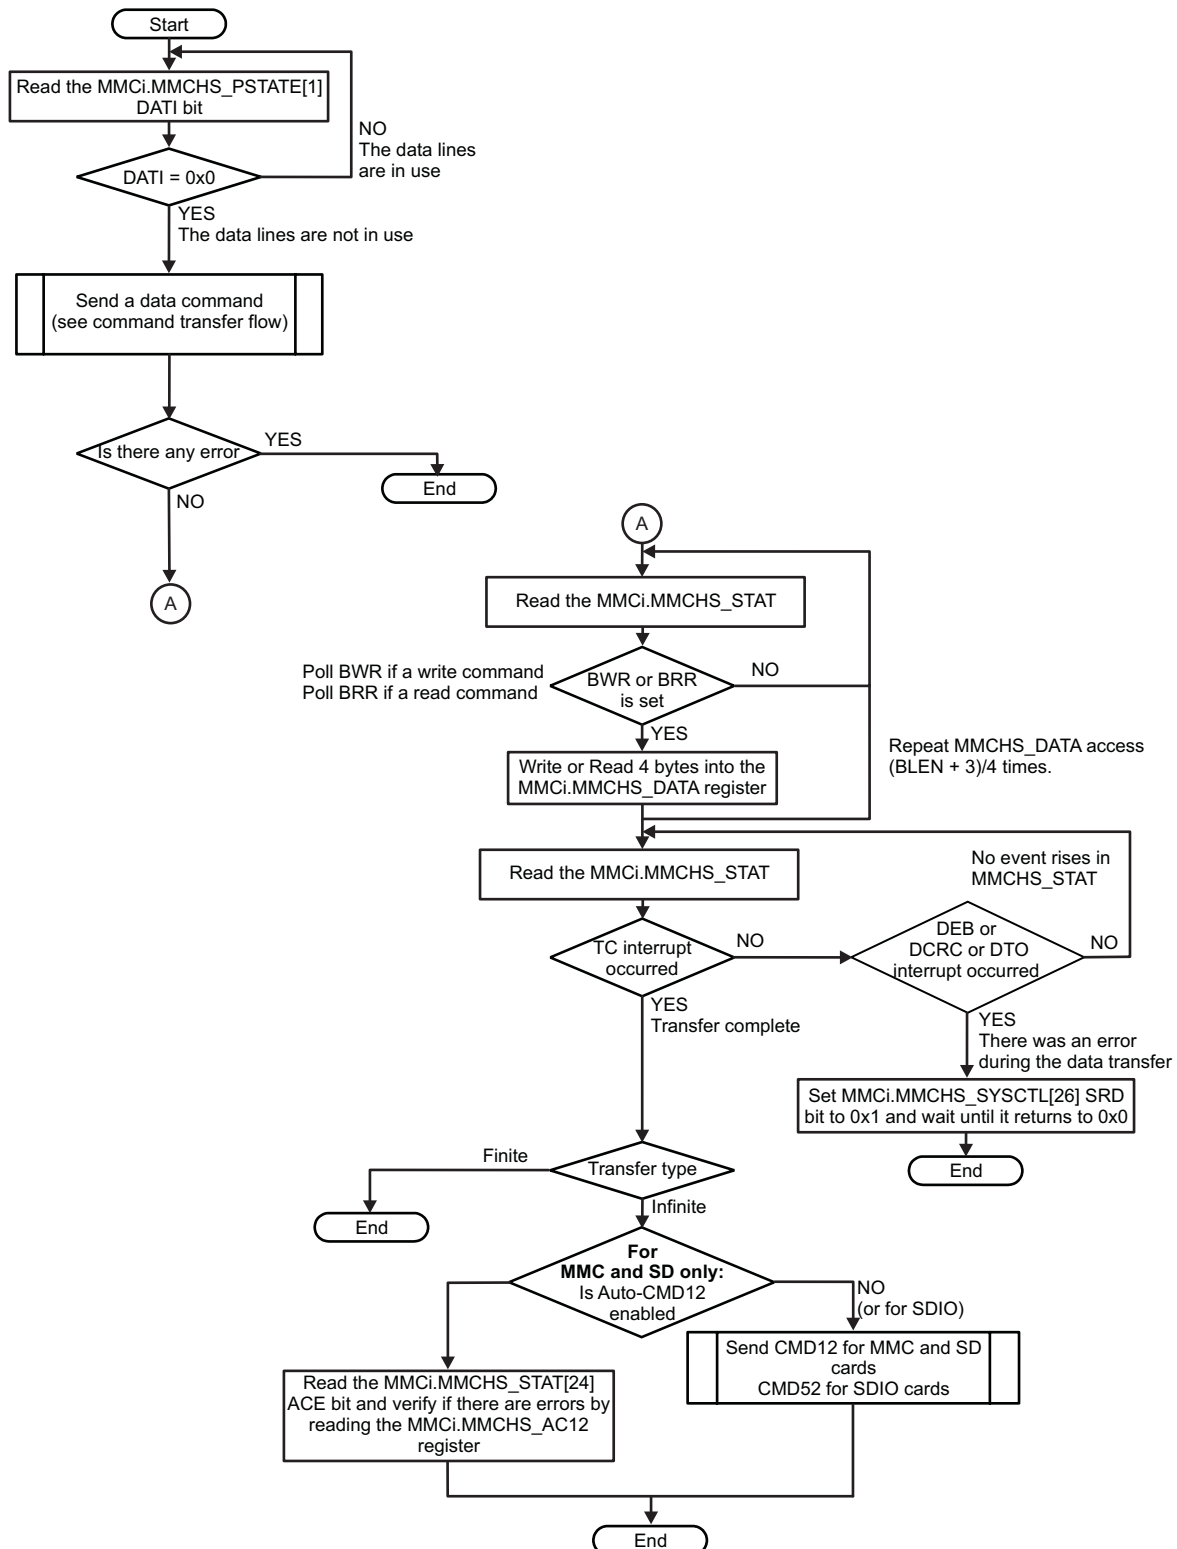 Start
Read the MMCi.MMCHS_PSTATE[1]
DATI bit
NO
The data lines
are in use
DATI = 0x0
YES
The data lines are not in use
Send a data command
(see command transfer flow)
Is there any error
YES
End
NO
A
A
Read the MMCi.MMCHS_STAT
Poll BWR if a write command
Poll BRR if a read command
BWR or BRR
is set
NO
YES
Write or Read 4 bytes into the
MMCi.MMCHS_DATA register
Repeat MMCHS_DATA access
(BLEN + 3)/4 times.
Read the MMCi.MMCHS_STAT
No event rises in
MMCHS_STAT
TC interrupt
occurred
NO
DEB or
DCRC or DTO
interrupt occurred
NO
YES
Transfer complete
YES
There was an error
during the data transfer
Set MMCi.MMCHS_SYSCTL[26] SRD
bit to 0x1 and wait until it returns to 0x0
End
Finite
Transfer type
End
Infinite
For
MMC and SD only:
Is Auto-CMD12
enabled
NO
(or for SDIO)
Send CMD12 for MMC and SD
cards
CMD52 for SDIO cards
Read the MMCi.MMCHS_STAT[24]
ACE bit and verify if there are errors by
reading the MMCi.MMCHS_AC12
register
End